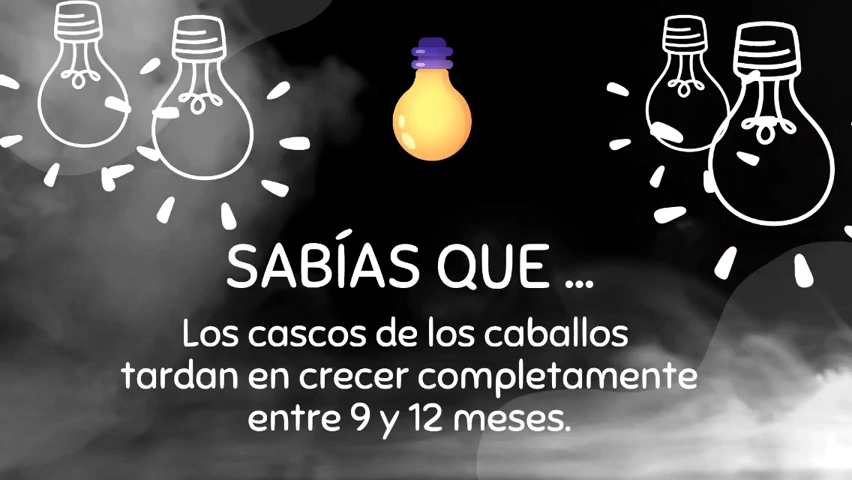 SABÍAS QUE ...
Los cascos de los caballos
tardan en crecer completamente
entre 9 y 12 meses.